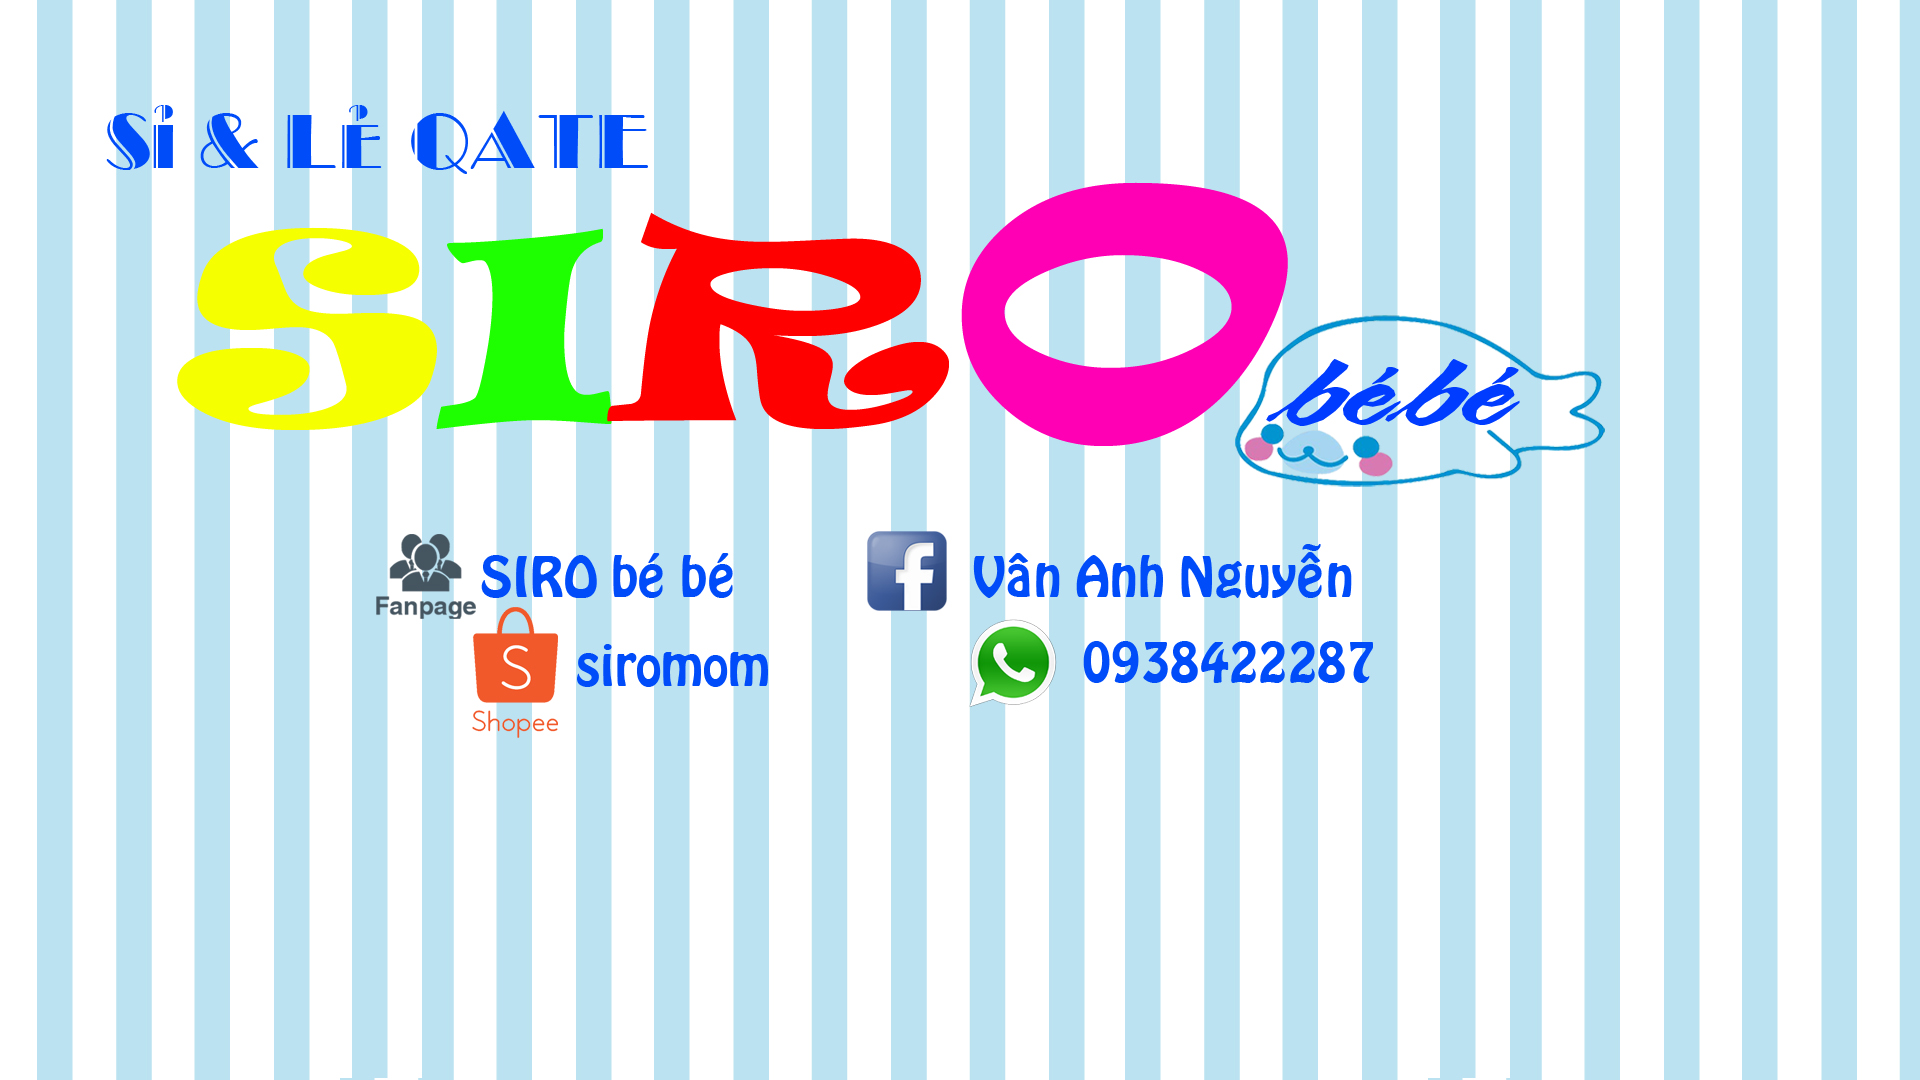 SỈ & LẺ QATE
SIRO
bébé
SIRO bé bé
Fanpage
Vân Anh Nguyễn
siromom
Shopee
0938422287